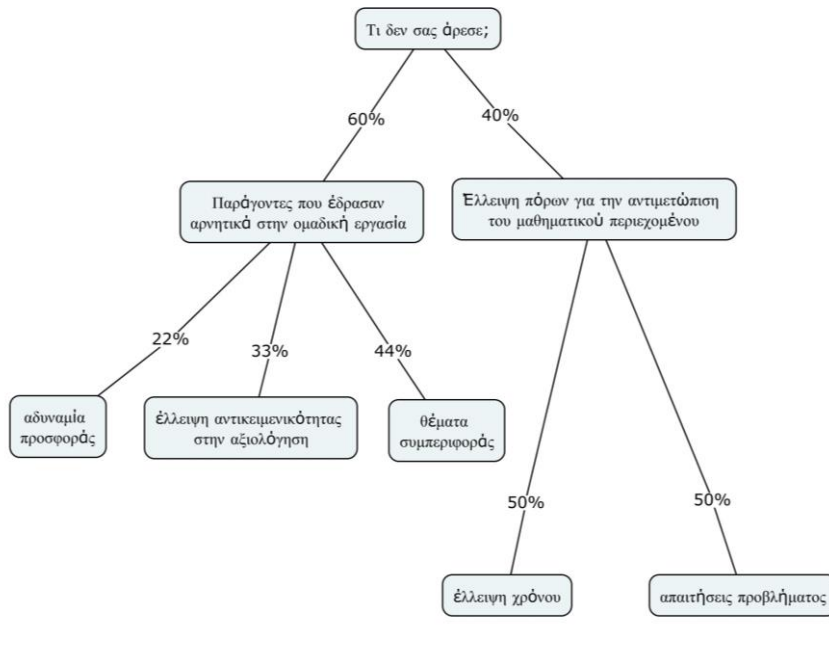 Τι δεν σας άρεσε;
60%
40%
Παράγοντες που έδρασαν
αρνητικά στην ομαδική εργασία
Έλλειψη πόρων για την αντιμετώπιση
του μαθηματικού περιεχομένου
22%
33%
44%
αδυναμία
προσφοράς
έλλειψη αντικειμενικότητας
στην αξιολόγηση
θέματα
συμπεριφοράς
50%
50%
έλλειψη χρόνου
απαιτήσεις προβλήματος